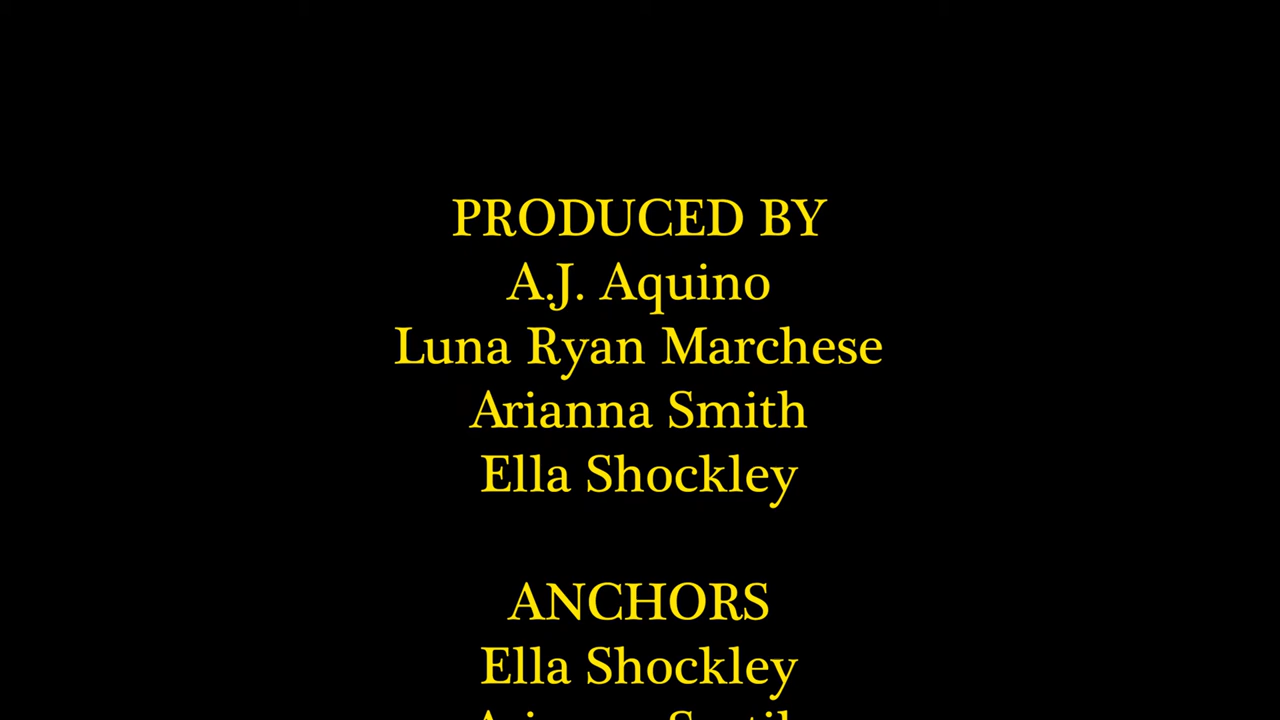 PRODUCED BY
A.J. Aquino
Luna Ryan Marchese
Arianna Smith
Ella Shockley
ANCHORS
Ella Shockley